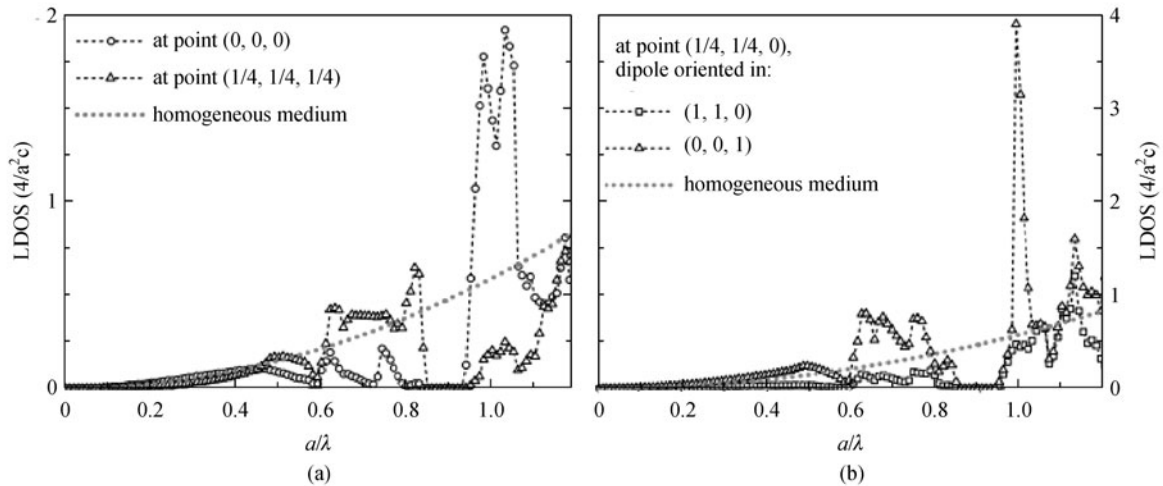 2
at point (0, 0, 0)
at point (1/4, 1/4, 1/4)
homogeneous medium
1
0
LDOS (4/a²c)
0 0.2 0.4 0.6 0.8 1.0
a/λ
(a)
4
at point (1/4, 1/4, 0),
dipole oriented in:
(1, 1, 0)
(0, 0, 1)
homogeneous medium
3
2
1
0
LDOS (4/a²c)
0 0.2 0.4 0.6 0.8 1.0
a/λ
(b)